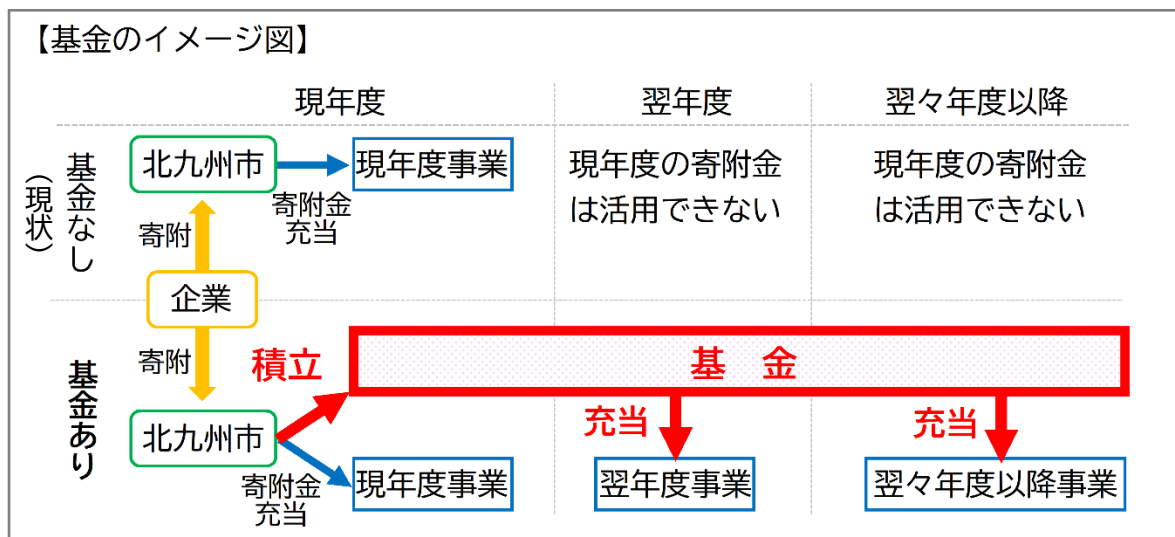 【基金のイメージ図】
現年度
翌年度
翌々年度以降
基金なし
（現状）
北九州市
現年度事業
寄附金
充当
寄附
現年度の寄附金
は活用できない
現年度の寄附金
は活用できない
企業
基金あり
寄附
積立
基　金
北九州市
寄附金
充当
現年度事業
充当
翌年度事業
充当
翌々年度以降事業